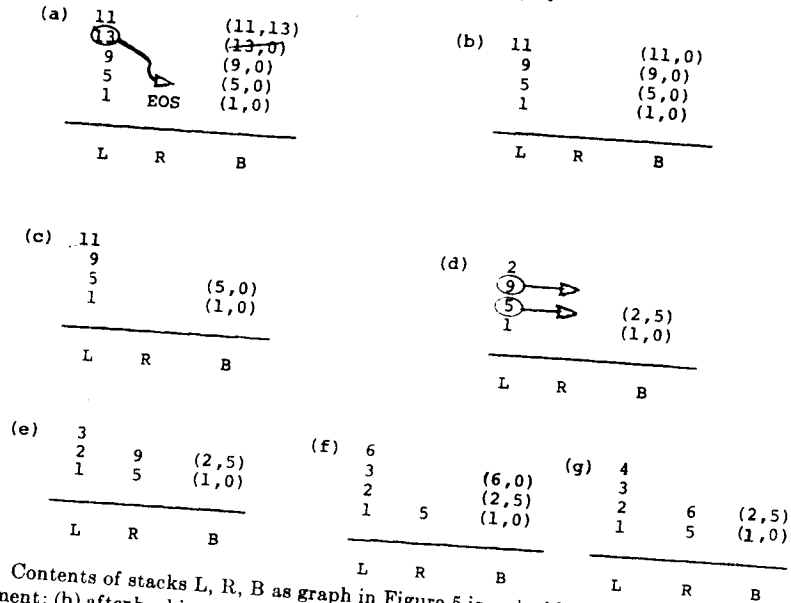 (a) 11 (11,13)
13 (13,0)
9 (9,0)
5 (5,0)
1 EOS (1,0)
L R B
(b) 11 (11,0)
9 (9,0)
5 (5,0)
1 (1,0)
L R B
(c) 11
9
5 (5,0)
1 (1,0)
L R B
(d) 2
9
5 (2,5)
1 (1,0)
L R B
(e) 3
2 9 (2,5)
1 5 (1,0)
L R B
(f) 6
3 (6,0)
2 (2,5)
1 5 (1,0)
L R B
(g) 4
3
2 6 (2,5)
1 5 (1,0)
L R B
Contents of stacks L, R, B as graph in Figure 5
ment; (b) after